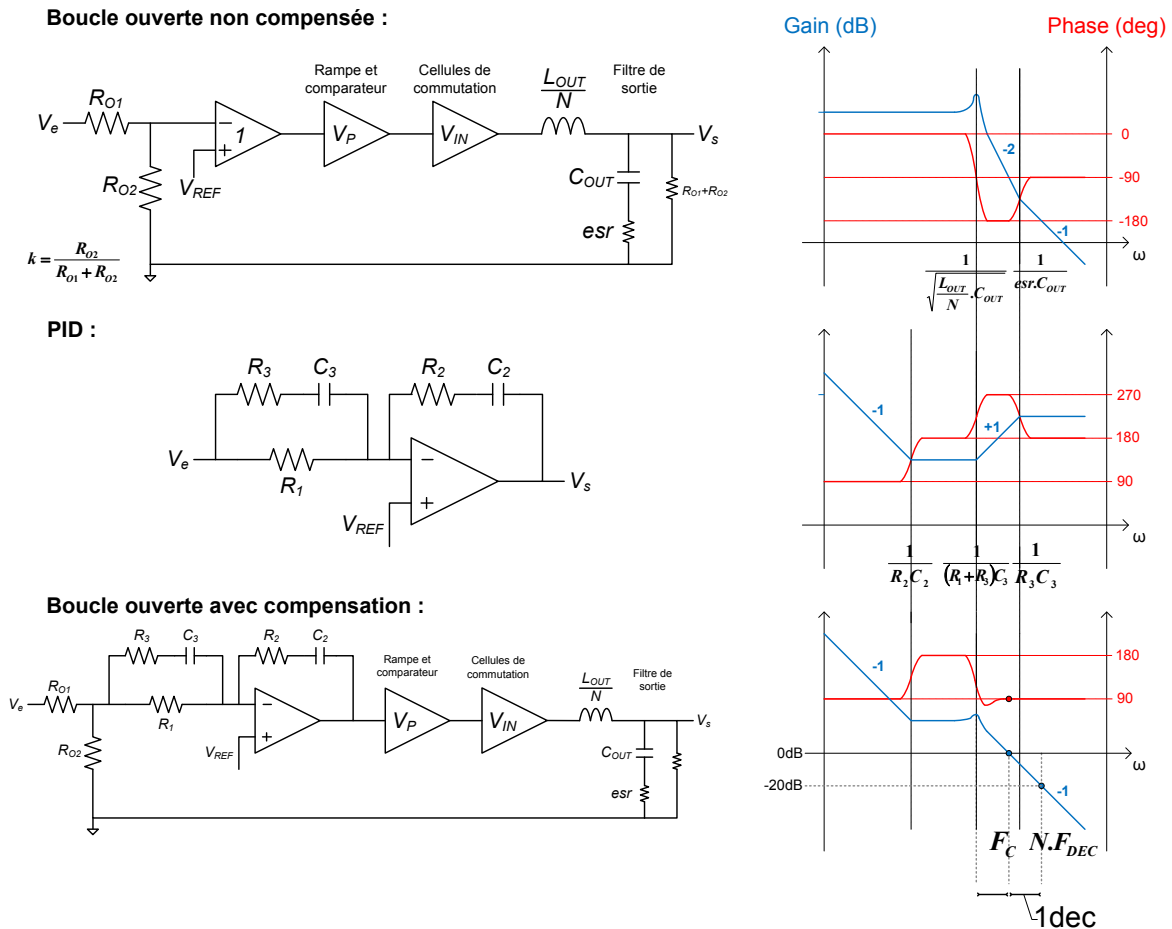 Boucle ouverte non compensée :
Gain (dB)
Phase (deg)
Rampe et
comparateur
Cellules de
commutation
L_OUT
N
Filtre de
sortie
R_O1
V_e
1
V_P
V_IN
V_s
R_O2
V_REF
C_OUT
R_O1+R_O2
esr
k = R_O2
R_O1 + R_O2
0
-90
-180
-2
-1
ω
1
√ L_OUT
N .C_OUT
1
esr.C_OUT
PID :
R_3
C_3
R_2
C_2
V_e
R_1
V_REF
V_s
-1
+1
270
180
90
ω
1
R_2C_2
1
(R_1+R_3)C_3
1
R_3C_3
Boucle ouverte avec compensation :
R_3
C_3
R_2
C_2
Rampe et
comparateur
Cellules de
commutation
L_OUT
N
Filtre de
sortie
V_e
R_O1
R_1
V_P
V_IN
V_s
R_O2
V_REF
C_OUT
esr
-1
180
90
0dB
ω
-20dB
-1
F_C
N.F_DEC
1dec